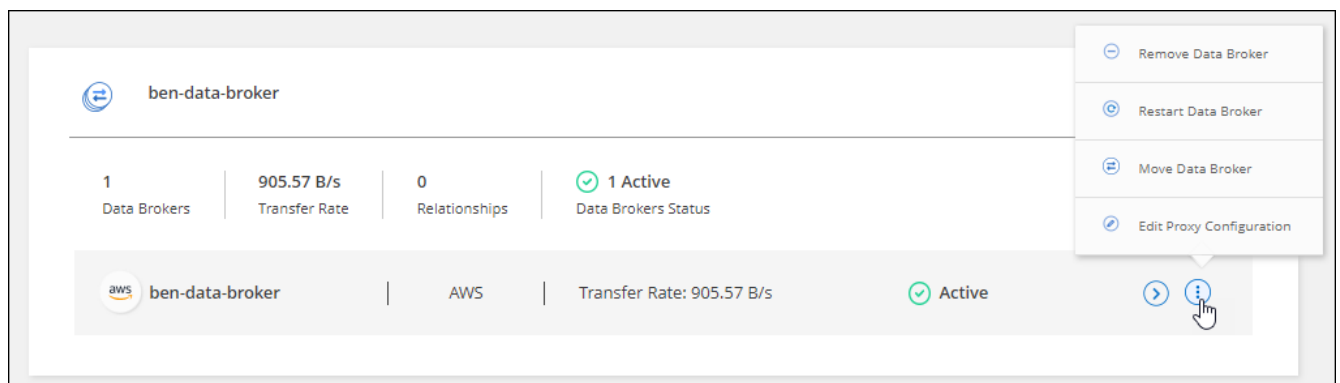 ben-data-broker
Remove Data Broker
Restart Data Broker
Move Data Broker
Edit Proxy Configuration
1
Data Brokers
905.57 B/s
Transfer Rate
0
Relationships
1 Active
Data Brokers Status
aws
ben-data-broker
AWS
Transfer Rate: 905.57 B/s
Active